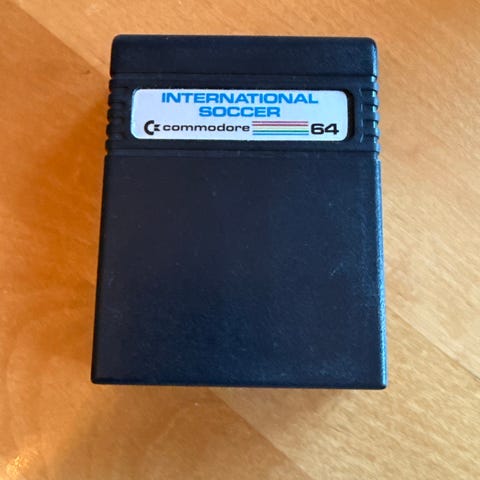 INTERNATIONAL
SOCCER
commodore 64